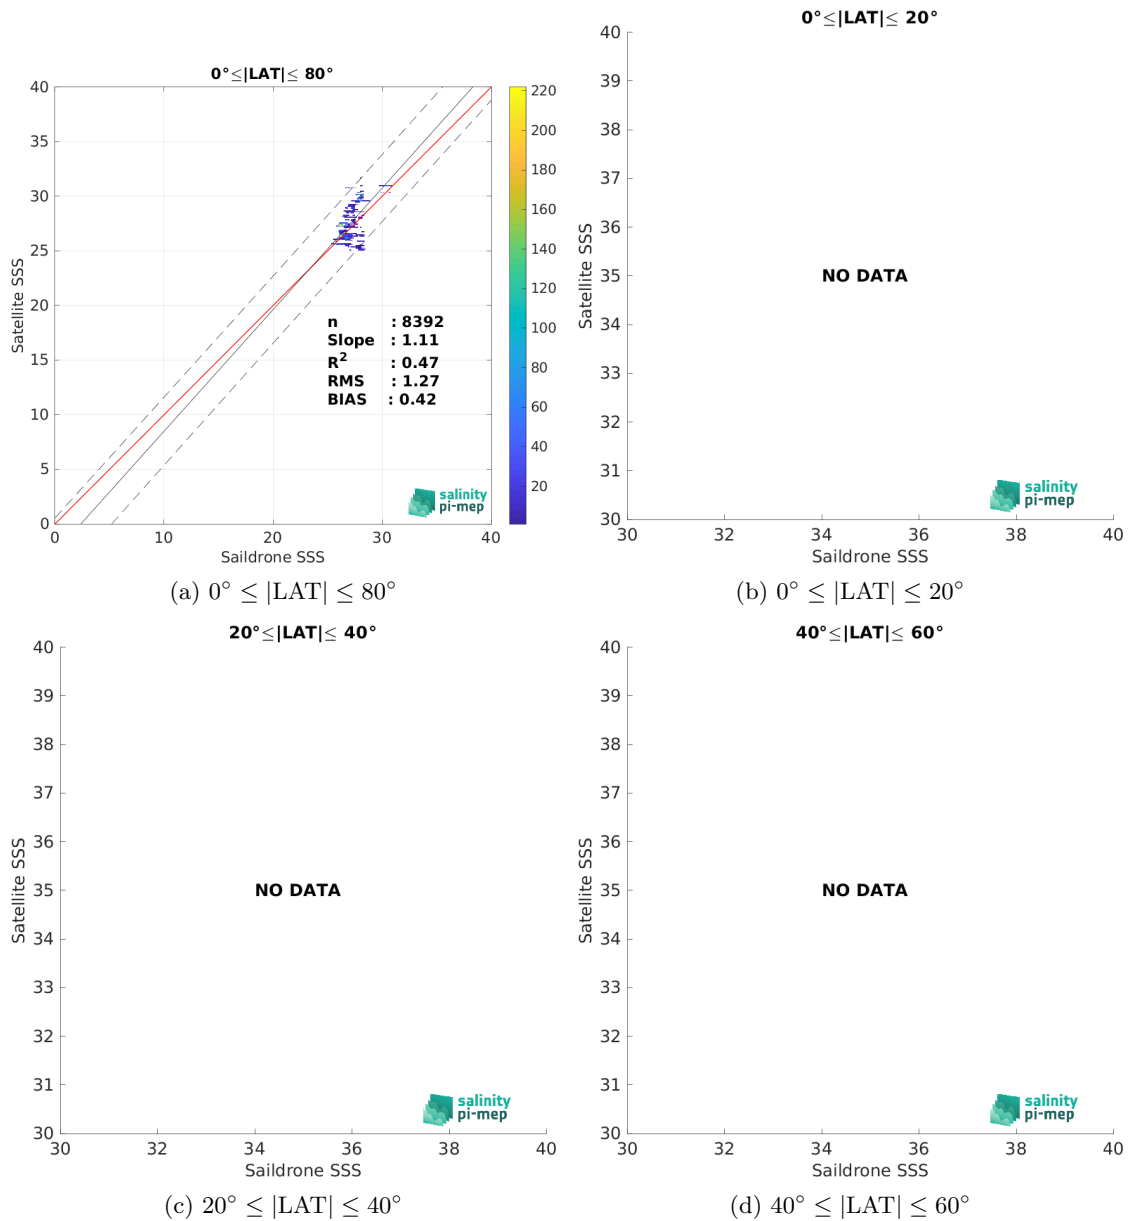 0°≤|LAT|≤ 80°
40
35
30
25
20
15
10
5
0
Satellite SSS
0
10
20
30
40
Saildrone SSS
220
200
180
160
140
120
100
80
60
40
20
n : 8392
Slope : 1.11
R² : 0.47
RMS : 1.27
BIAS : 0.42
salinity
pi-mep
(a) 0° ≤ |LAT| ≤ 80°
0°≤|LAT|≤ 20°
40
39
38
37
36
35
34
33
32
31
30
Satellite SSS
NO DATA
salinity
pi-mep
30
32
34
36
38
40
Saildrone SSS
(b) 0° ≤ |LAT| ≤ 20°
20°≤|LAT|≤ 40°
40
39
38
37
36
35
34
33
32
31
30
Satellite SSS
NO DATA
salinity
pi-mep
30
32
34
36
38
40
Saildrone SSS
(c) 20° ≤ |LAT| ≤ 40°
40°≤|LAT|≤ 60°
40
39
38
37
36
35
34
33
32
31
30
Satellite SSS
NO DATA
salinity
pi-mep
30
32
34
36
38
40
Saildrone SSS
(d) 40° ≤ |LAT| ≤ 60°